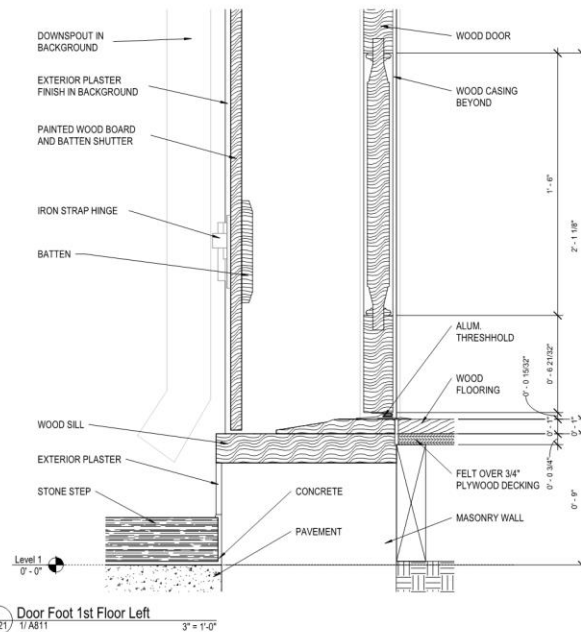 DOWNSPOUT IN
BACKGROUND
EXTERIOR PLASTER
FINISH IN BACKGROUND
PAINTED WOOD BOARD
AND BATTEN SHUTTER
IRON STRAP HINGE
BATTEN
WOOD SILL
EXTERIOR PLASTER
STONE STEP
Level 1
0' - 0"
CONCRETE
PAVEMENT
WOOD DOOR
WOOD CASING
BEYOND
ALUM.
THRESHHOLD
WOOD
FLOORING
FELT OVER 3/4"
PLYWOOD DECKING
MASONRY WALL
1' - 6"
2' - 1 1/8"
0' - 0 15/32"
0' - 6 21/32"
0' - 1"
0' - 1"
0' - 0 3/4"
0' - 9"
Door Foot 1st Floor Left
21
1/ A811
3" = 1'-0"